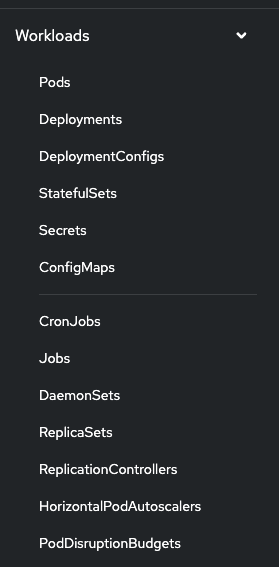 Workloads
Pods
Deployments
DeploymentConfigs
StatefulSets
Secrets
ConfigMaps
CronJobs
Jobs
DaemonSets
ReplicaSets
ReplicationControllers
HorizontalPodAutoscalers
PodDisruptionBudgets